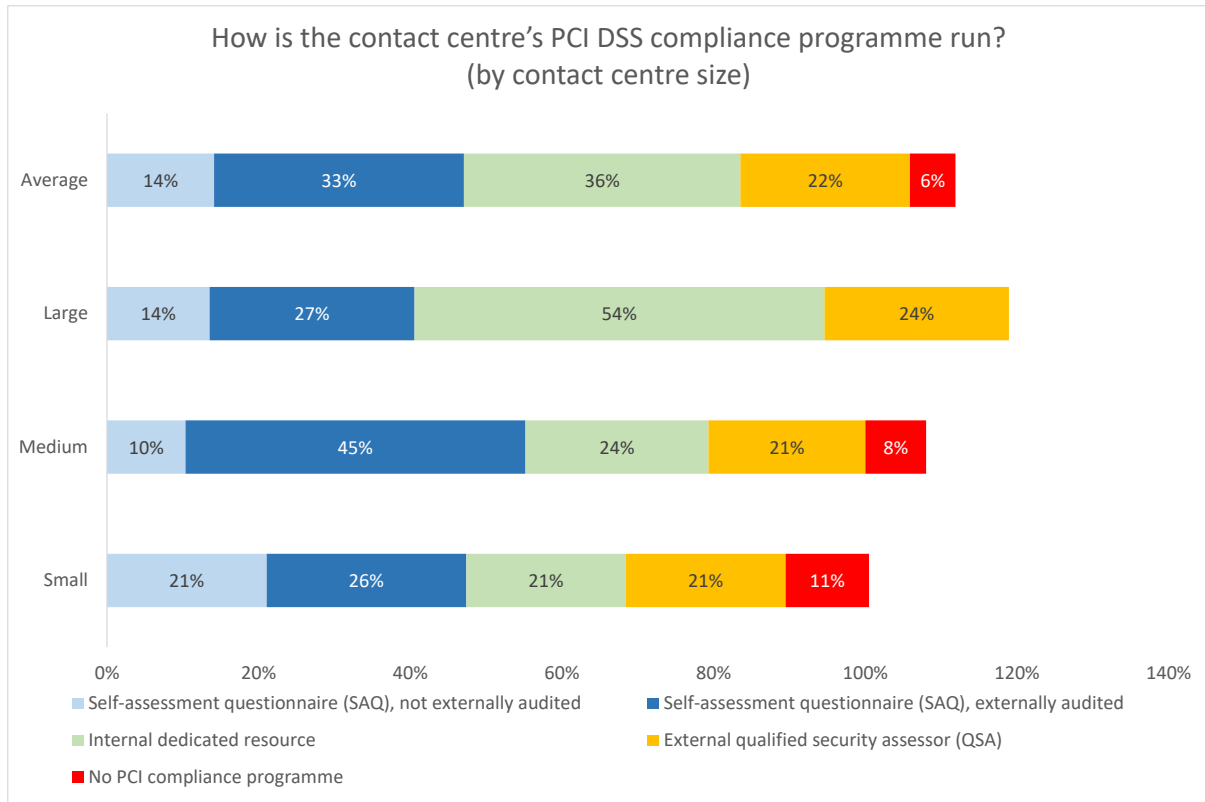 How is the contact centre’s PCI DSS compliance programme run?
(by contact centre size)
Average
14%
33%
36%
22%
6%
Large
14%
27%
54%
24%
Medium
10%
45%
24%
21%
8%
Small
21%
26%
21%
21%
11%
0%
20%
40%
60%
80%
100%
120%
140%
Self-assessment questionnaire (SAQ), not externally audited
Self-assessment questionnaire (SAQ), externally audited
Internal dedicated resource
External qualified security assessor (QSA)
No PCI compliance programme